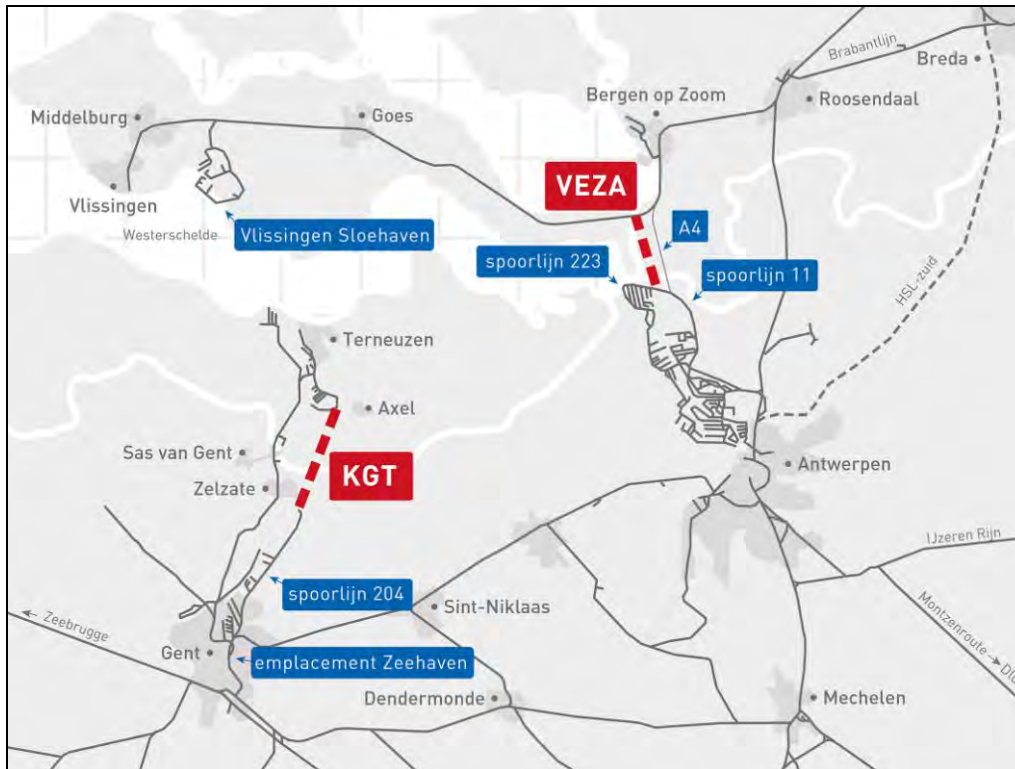 Brabantlijn
Breda
Bergen op Zoom
Roosendaal
Middelburg
Goes
VEZA
Vlissingen
Westerschelde
Vlissingen Sloehaven
A4
spoorlijn 223
spoorlijn 11
HSL-zuid
Terneuzen
Axel
Sas van Gent
Zelzate
KGT
Antwerpen
IJzeren Rijn
spoorlijn 204
Sint-Niklaas
Zeebrugge
Montzenroute
Gent
emplacement Zeehaven
Dendermonde
Mechelen